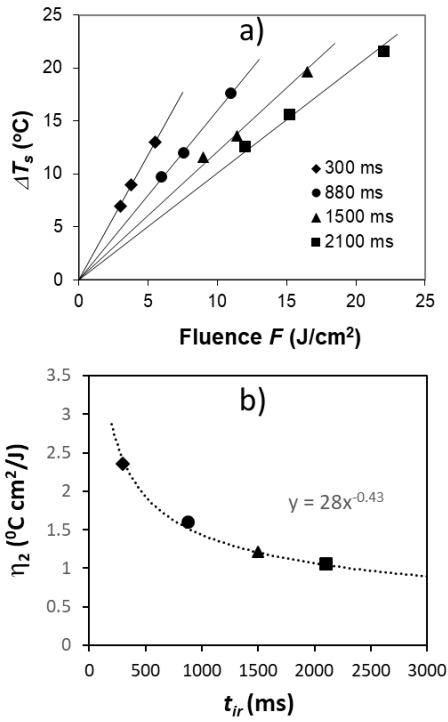 a)
25
20
15
10
5
0
ΔTs (ºC)
300 ms
880 ms
1500 ms
2100 ms
0 5 10 15 20 25
Fluence F (J/cm²)
b)
3.5
3
2.5
2
1.5
1
0.5
0
η₂ (⁰C cm²/J)
y = 28x⁻⁰·⁴³
0 500 1000 1500 2000 2500 3000
tir (ms)